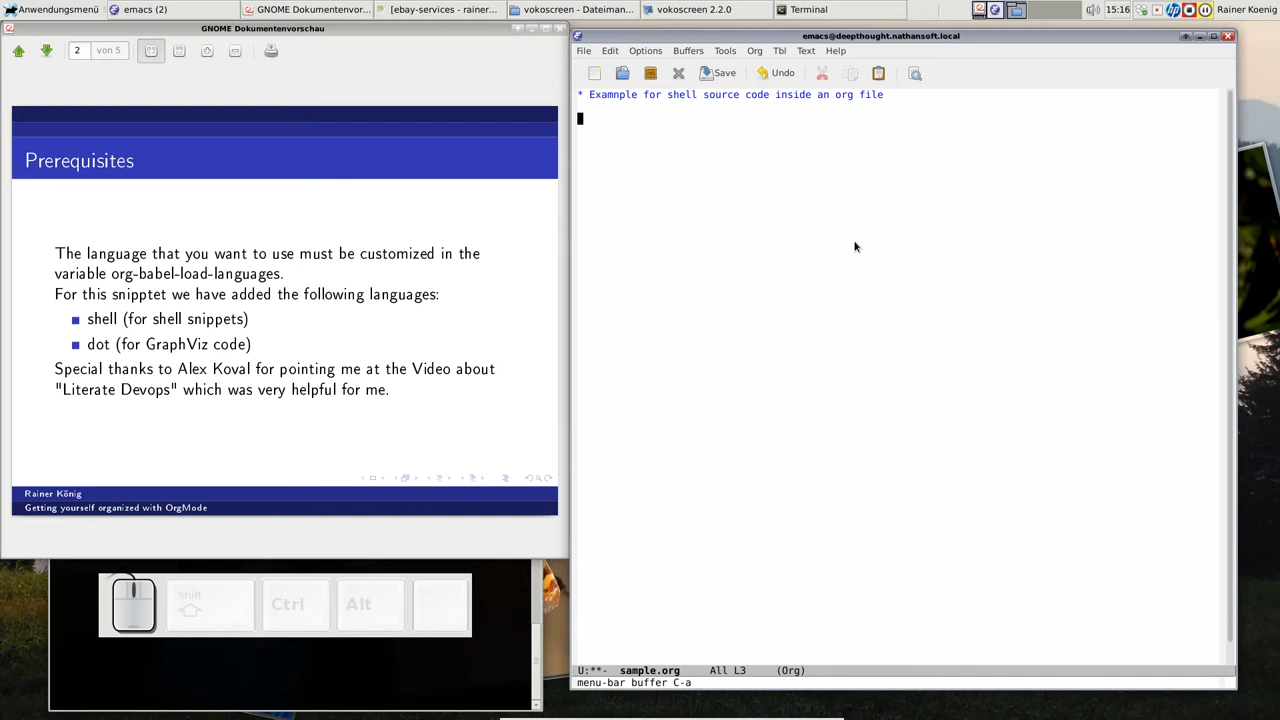 Anwendungsmenü
emacs (2)
GNOME Dokumentenvor...
[ebay-services - rainer...
vokoscreen - Dateiman...
vokoscreen 2.2.0
Terminal
15:16
Rainer Koenig
GNOME Dokumentenvorschau
2 von 5
Prerequisites
The language that you want to use must be customized in the
variable org-babel-load-languages.
For this snipptet we have added the following languages:
shell (for shell snippets)
dot (for GraphViz code)
Special thanks to Alex Koval for pointing me at the Video about
"Literate Devops" which was very helpful for me.
Rainer König
Getting yourself organized with OrgMode
Shift
Ctrl
Alt
emacs@deepthought.nathansoft.local
File Edit Options Buffers Tools Org Tbl Text Help
Save
Undo
* Examnple for shell source code inside an org file
U:**- sample.org All L3 (Org)
menu-bar buffer C-a